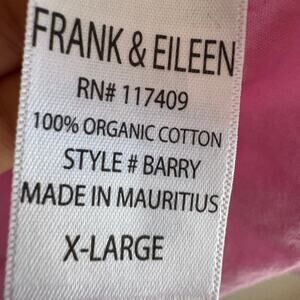 FRANK & EILEEN
RN# 117409
100% ORGANIC COTTON
STYLE # BARRY
MADE IN MAURITIUS
X-LARGE